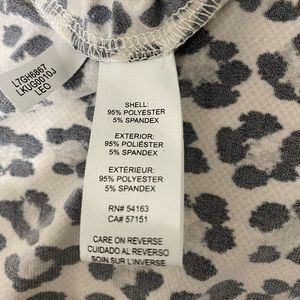 L7GH6867
LKUG0010J
LEO
SHELL:
95% POLYESTER
5% SPANDEX
EXTERIOR:
95% POLIÉSTER
5% SPANDEX
EXTÉRIEUR:
95% POLYESTER
5% SPANDEX
RN# 54163
CA# 57151
CARE ON REVERSE
CUIDADO AL REVERSO
SOIN SUR L'INVERSE